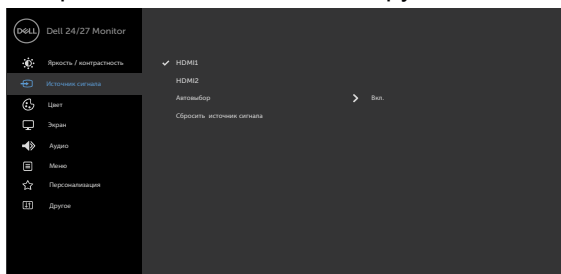 DELL
Dell 24/27 Monitor
Яркость / контрастность
Источник сигнала
Цвет
Экран
Аудио
Меню
Персонализация
Другое
HDMI1
HDMI2
Автовыбор Вкл.
Сбросить источник сигнала